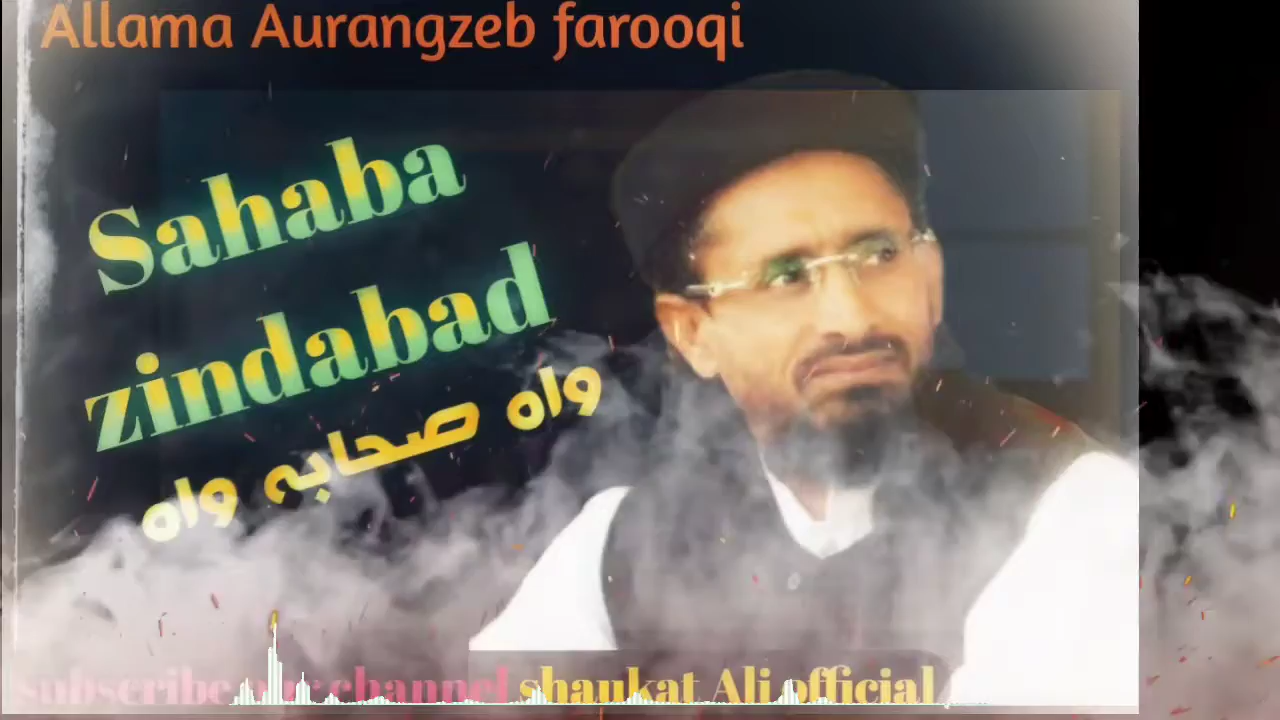 Allama Aurangzeb farooqi
Sahaba
zindabad
واہ صحابہ واہ
subscribe our channel shaukat Ali official